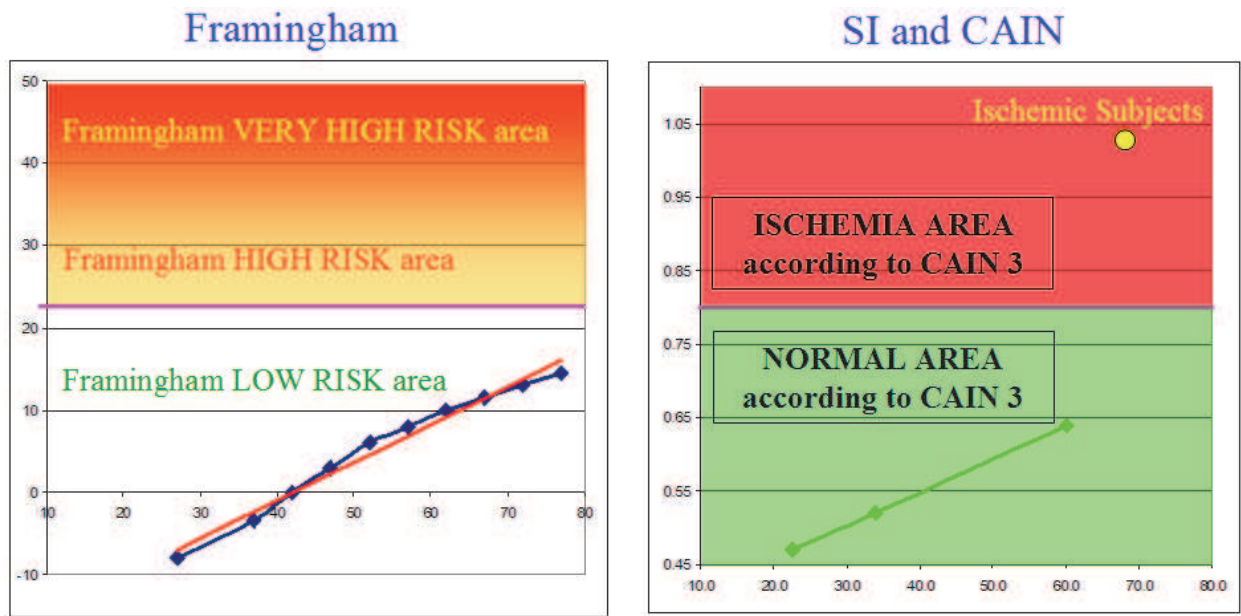 Framingham
50
Framingham VERY HIGH RISK area
40
30
Framingham HIGH RISK area
20
Framingham LOW RISK area
10
0
10 20 30 40 50 60 70 80
-10
SI and CAIN
Ischemic Subjects
1.05
0.95
ISCHEMIA AREA
according to CAIN 3
0.85
0.75
NORMAL AREA
according to CAIN 3
0.65
0.55
0.45
10.0 20.0 30.0 40.0 50.0 60.0 70.0 80.0